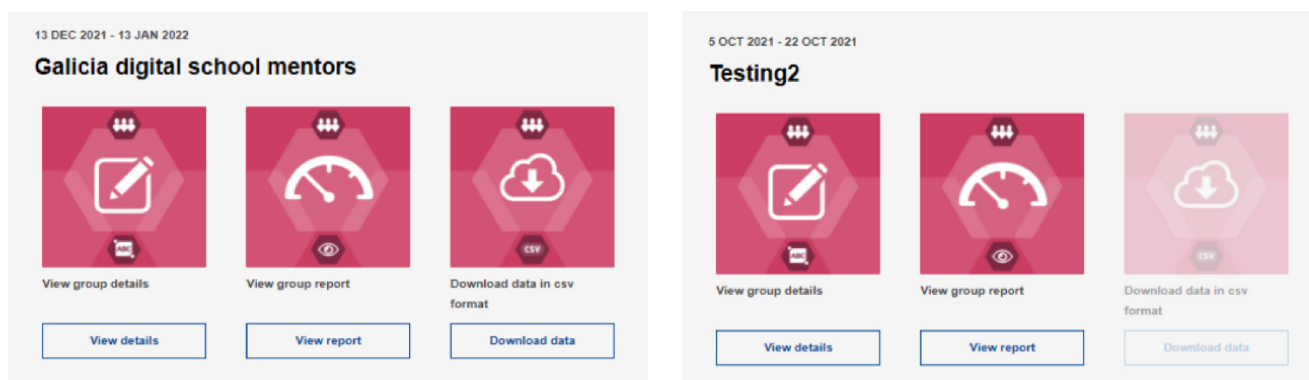 13 DEC 2021 - 13 JAN 2022
Galicia digital school mentors
ABC
CSV
View group details
View group report
Download data in csv
format
View details
View report
Download data
5 OCT 2021 - 22 OCT 2021
Testing2
ABC
CSV
View group details
View group report
Download data in csv
format
View details
View report
Download data